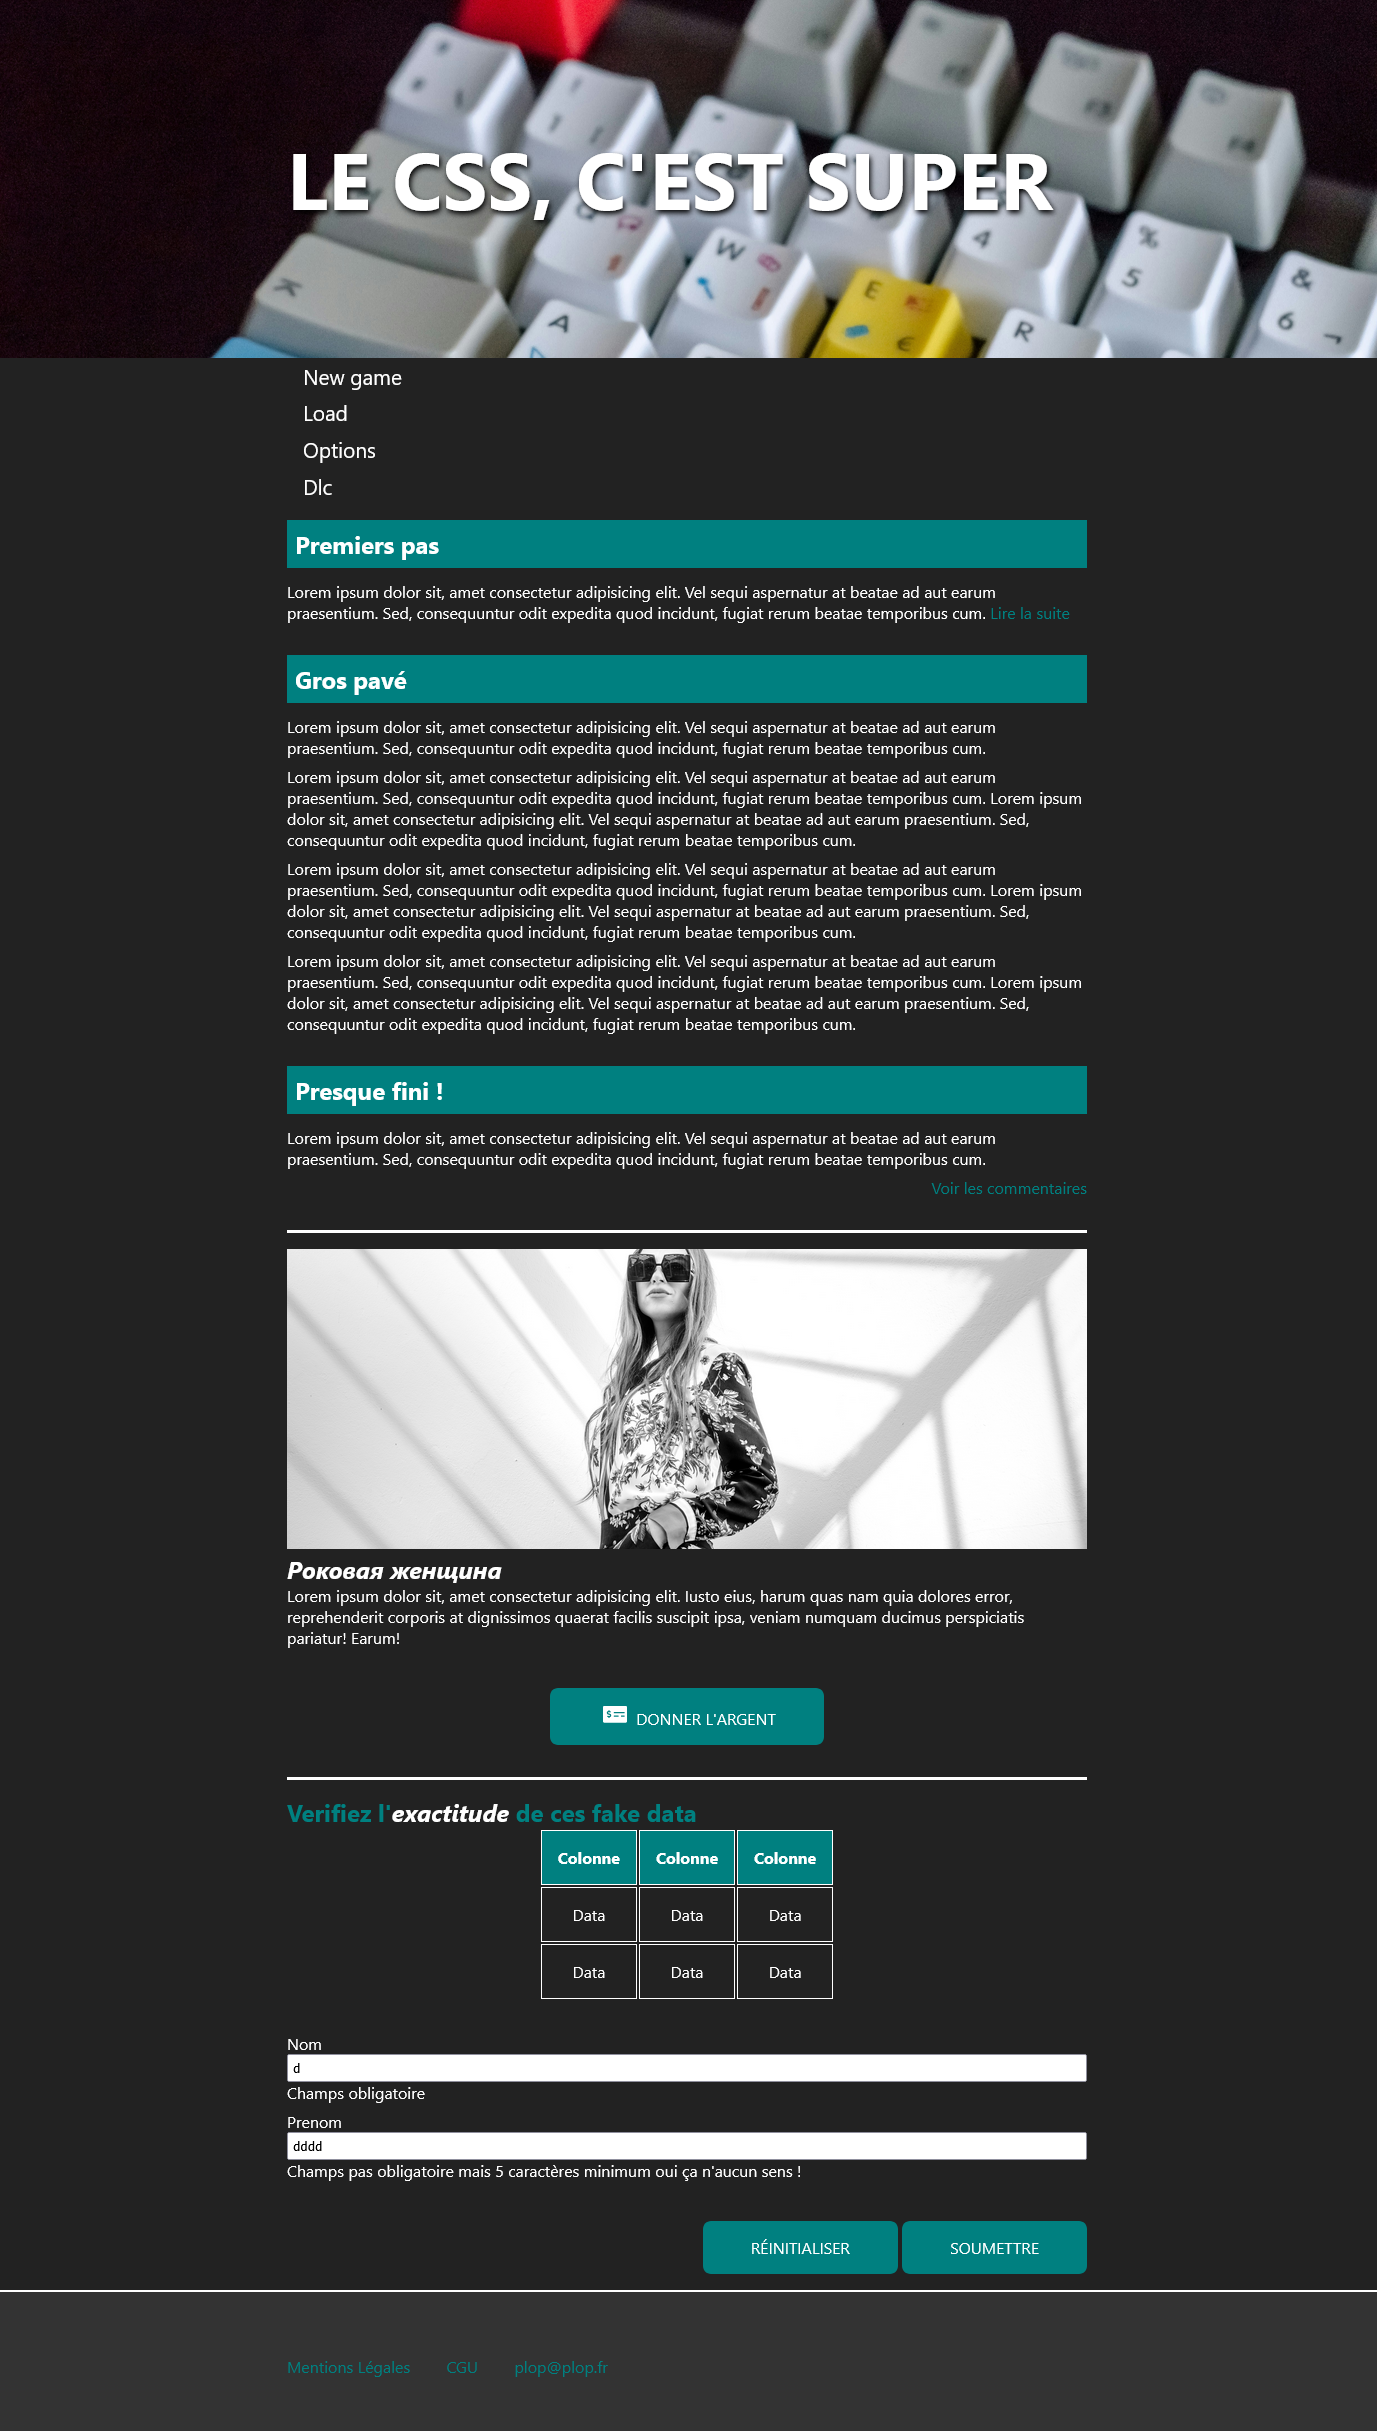 LE CSS, C'EST SUPER
W
4
%
5
&
6
E
€
A
R
K
New game
Load
Options
Dlc
Premiers pas
Lorem ipsum dolor sit, amet consectetur adipisicing elit. Vel sequi aspernatur at beatae ad aut earum
praesentium. Sed, consequuntur odit expedita quod incidunt, fugiat rerum beatae temporibus cum. Lire la suite
Gros pavé
Lorem ipsum dolor sit, amet consectetur adipisicing elit. Vel sequi aspernatur at beatae ad aut earum
praesentium. Sed, consequuntur odit expedita quod incidunt, fugiat rerum beatae temporibus cum.
Lorem ipsum dolor sit, amet consectetur adipisicing elit. Vel sequi aspernatur at beatae ad aut earum
praesentium. Sed, consequuntur odit expedita quod incidunt, fugiat rerum beatae temporibus cum. Lorem ipsum
dolor sit, amet consectetur adipisicing elit. Vel sequi aspernatur at beatae ad aut earum praesentium. Sed,
consequuntur odit expedita quod incidunt, fugiat rerum beatae temporibus cum.
Lorem ipsum dolor sit, amet consectetur adipisicing elit. Vel sequi aspernatur at beatae ad aut earum
praesentium. Sed, consequuntur odit expedita quod incidunt, fugiat rerum beatae temporibus cum. Lorem ipsum
dolor sit, amet consectetur adipisicing elit. Vel sequi aspernatur at beatae ad aut earum praesentium. Sed,
consequuntur odit expedita quod incidunt, fugiat rerum beatae temporibus cum.
Lorem ipsum dolor sit, amet consectetur adipisicing elit. Vel sequi aspernatur at beatae ad aut earum
praesentium. Sed, consequuntur odit expedita quod incidunt, fugiat rerum beatae temporibus cum. Lorem ipsum
dolor sit, amet consectetur adipisicing elit. Vel sequi aspernatur at beatae ad aut earum praesentium. Sed,
consequuntur odit expedita quod incidunt, fugiat rerum beatae temporibus cum.
Presque fini !
Lorem ipsum dolor sit, amet consectetur adipisicing elit. Vel sequi aspernatur at beatae ad aut earum
praesentium. Sed, consequuntur odit expedita quod incidunt, fugiat rerum beatae temporibus cum.
Voir les commentaires
Роковая женщина
Lorem ipsum dolor sit, amet consectetur adipisicing elit. Iusto eius, harum quas nam quia dolores error,
reprehenderit corporis at dignissimos quaerat facilis suscipit ipsa, veniam numquam ducimus perspiciatis
pariatur! Earum!
DONNER L'ARGENT
Verifiez l'exactitude de ces fake data
Colonne Colonne Colonne
Data Data Data
Data Data Data
Nom
d
Champs obligatoire
Prenom
dddd
Champs pas obligatoire mais 5 caractères minimum oui ça n'aucun sens !
RÉINITIALISER SOUMETTRE
Mentions Légales CGU plop@plop.fr